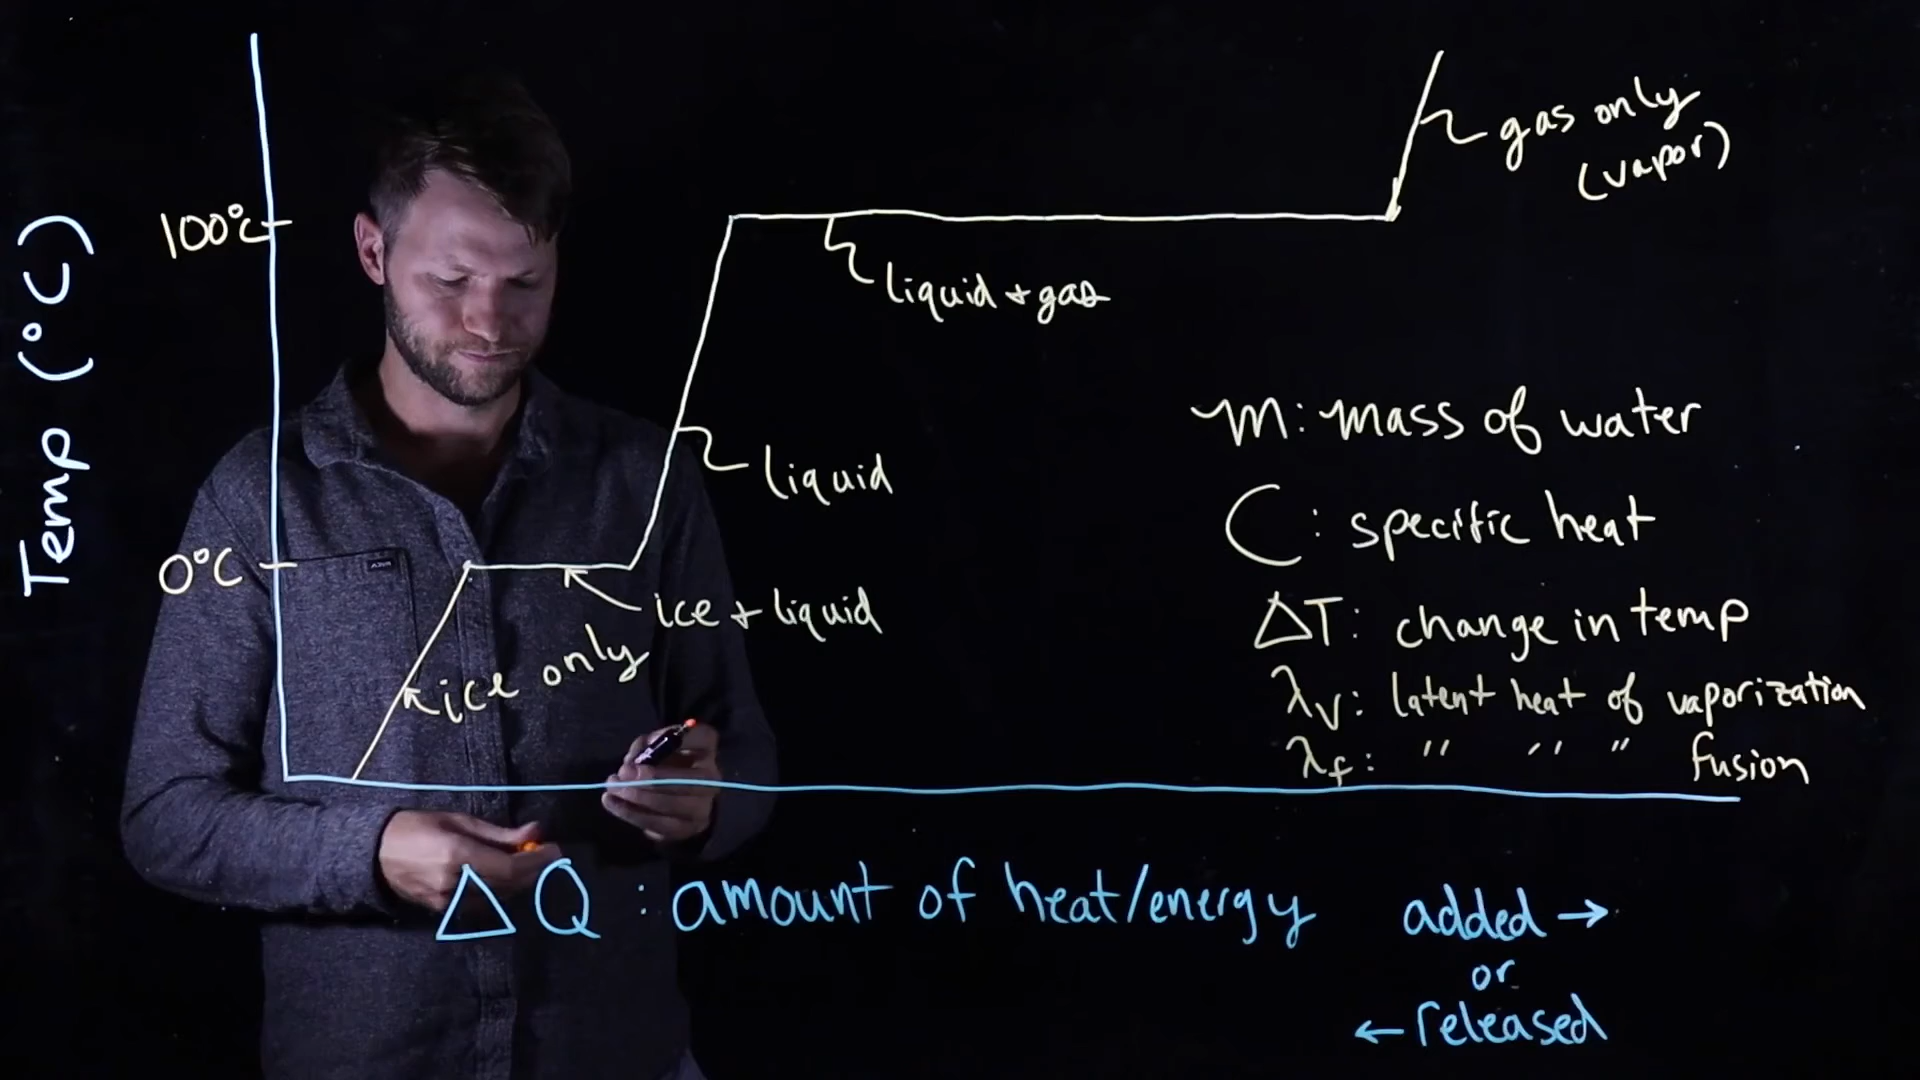 Temp (°C)
100°C
0°C
gas only
(vapor)
liquid + gas
liquid
ice + liquid
ice only
m: mass of water
C: specific heat
ΔT: change in temp
λv: latent heat of vaporization
λf: " " " fusion
ΔQ: amount of heat/energy
added →
or
← released